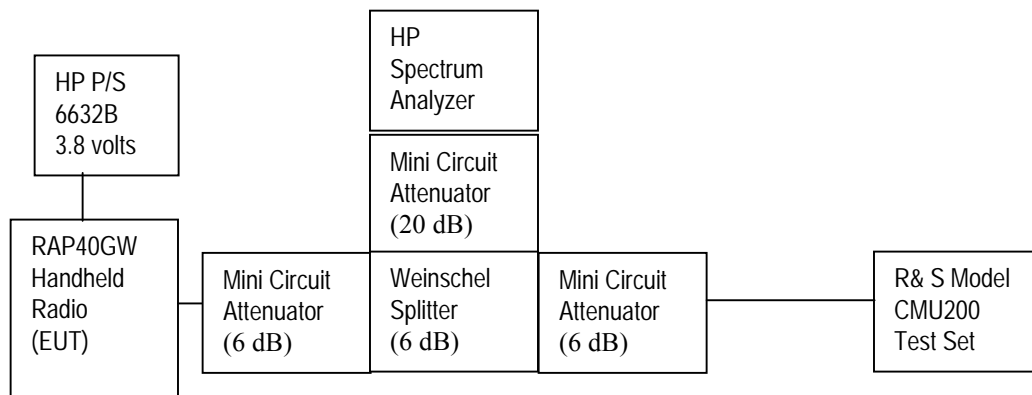 HP
Spectrum
Analyzer
HP P/S
6632B
3.8 volts
Mini Circuit
Attenuator
(20 dB)
RAP40GW
Handheld
Radio
(EUT)
Mini Circuit
Attenuator
(6 dB)
Weinschel
Splitter
(6 dB)
Mini Circuit
Attenuator
(6 dB)
R& S Model
CMU200
Test Set